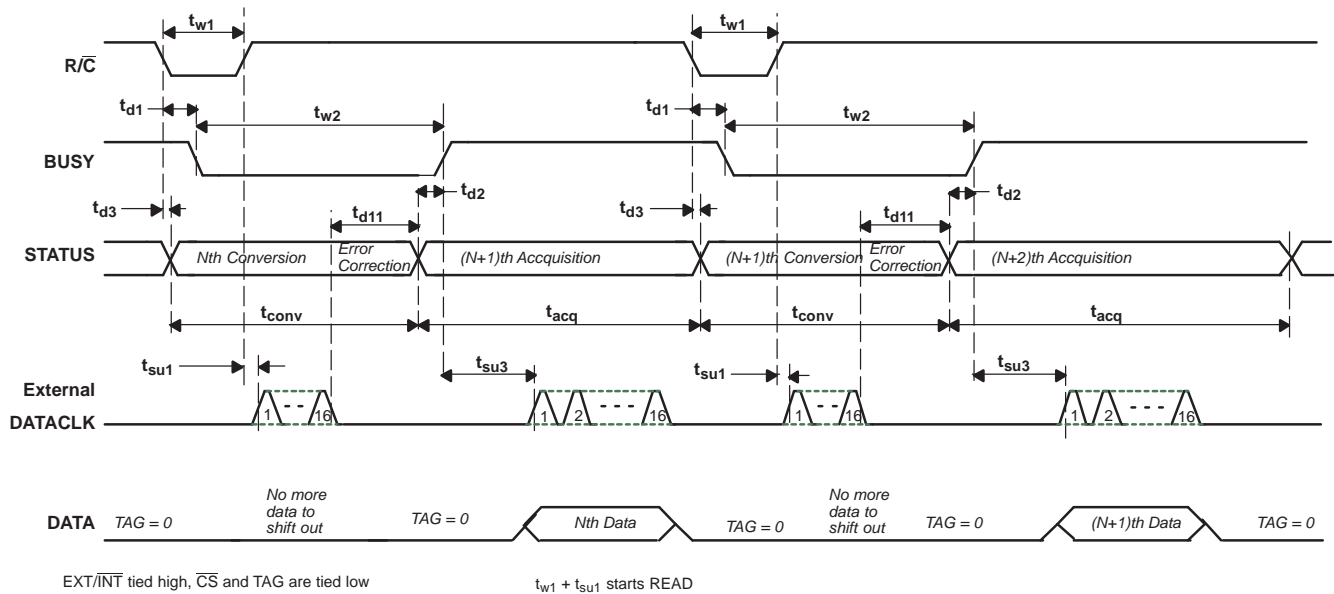 tw1 tw1
R/C
td1 tw2 td1 tw2
BUSY
td2 td2
td3 td11 td3 td11
STATUS Nth Conversion Error Correction (N+1)th Accquisition (N+1)th Conversion Error Correction (N+2)th Acquisition
tconv tacq tconv tacq
tsu1 tsu3 tsu1 tsu3
External
DATACLK 1 - - 16 1 2 - - - 16 1 - - 16 1 2 - - - 16
No more data to shift out No more data to shift out
DATA TAG = 0 TAG = 0 Nth Data TAG = 0 TAG = 0 (N+1)th Data TAG = 0
EXT/INT tied high, CS and TAG are tied low tw1 + tsu1 starts READ